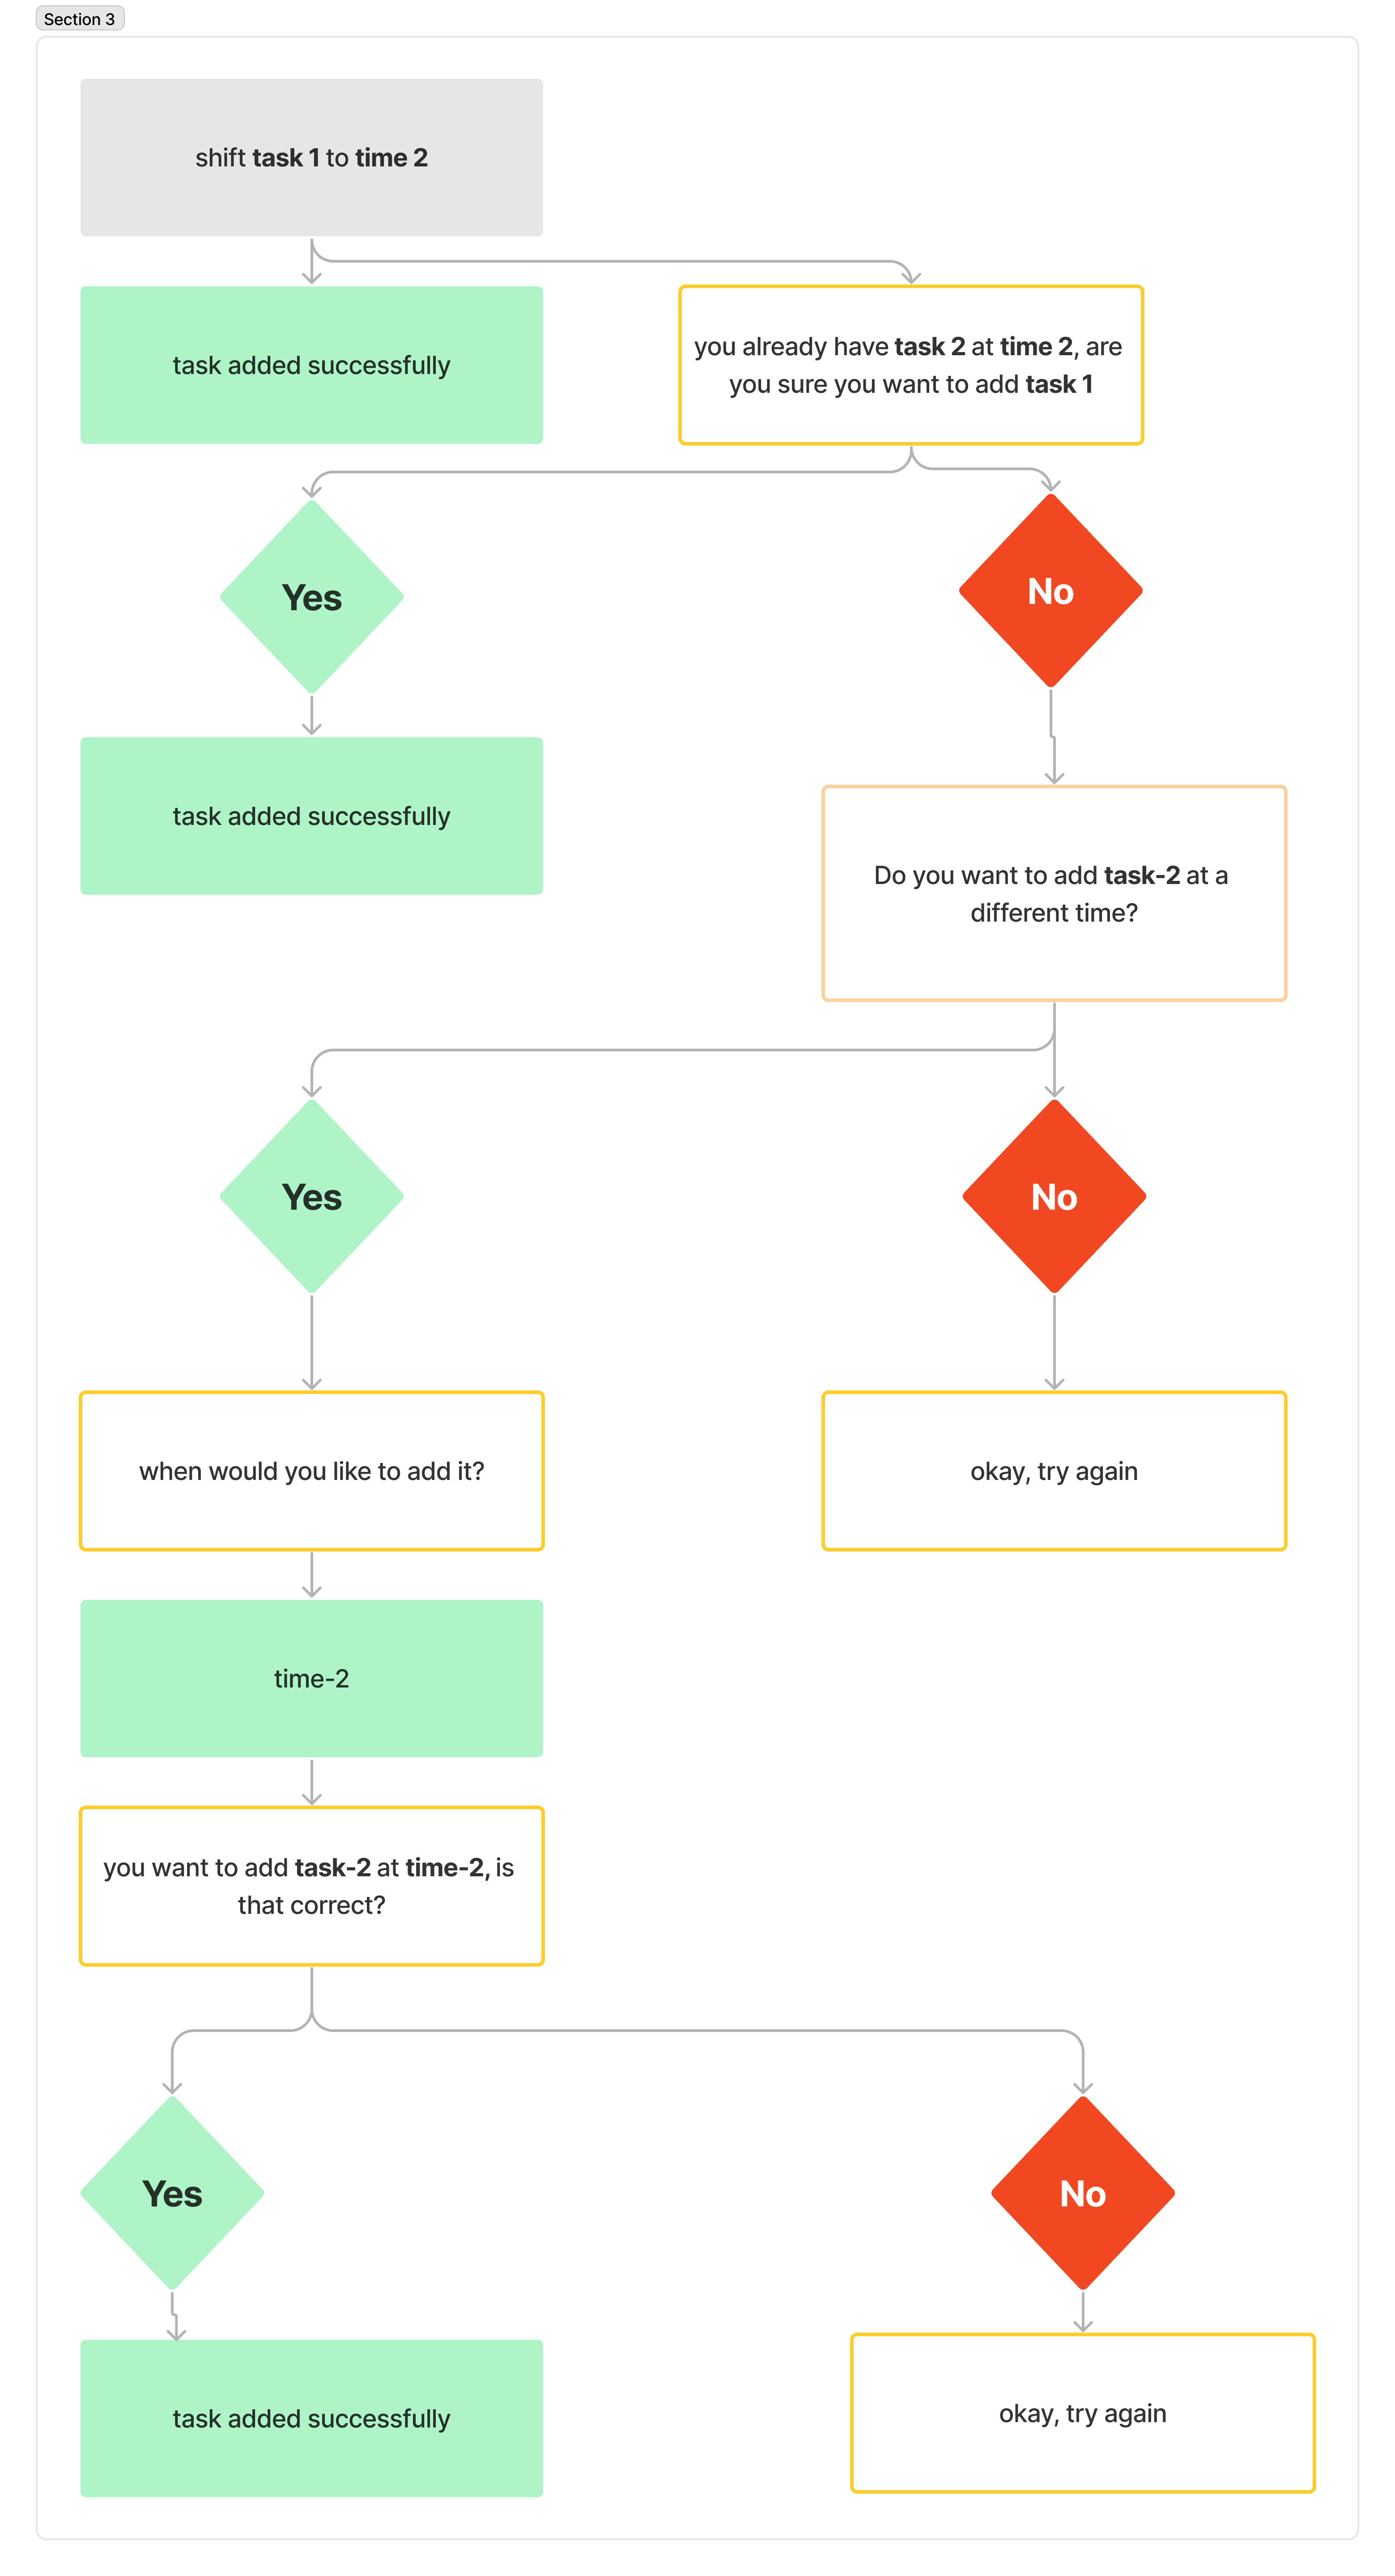 Section 3
shift task 1 to time 2
task added successfully
you already have task 2 at time 2, are
you sure you want to add task 1
Yes
No
task added successfully
Do you want to add task-2 at a
different time?
Yes
No
when would you like to add it?
okay, try again
time-2
you want to add task-2 at time-2, is
that correct?
Yes
No
task added successfully
okay, try again